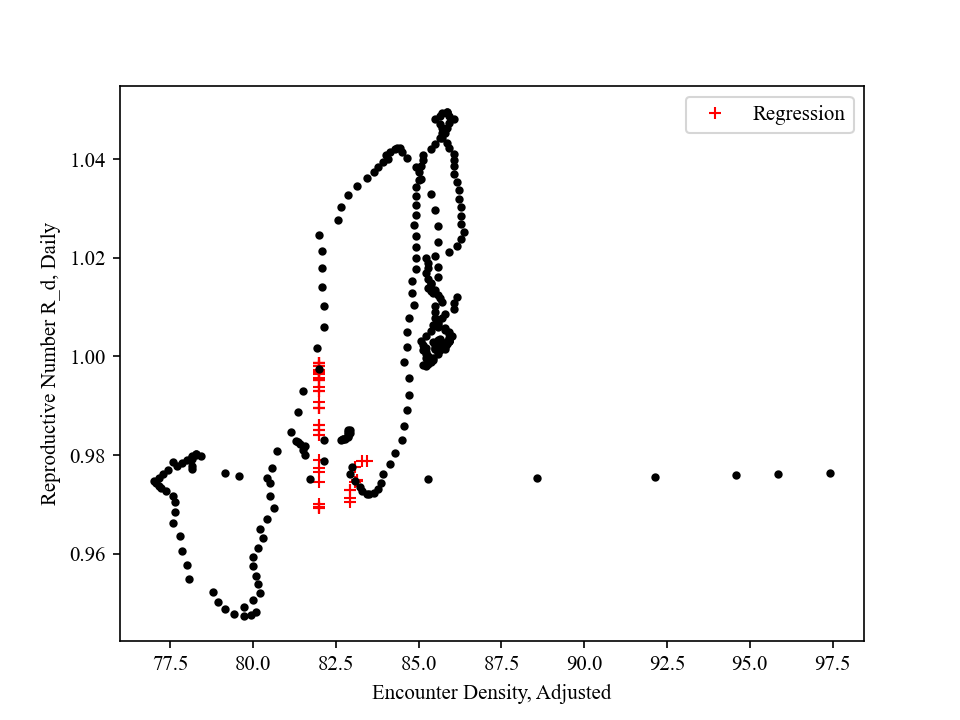 Regression
1.04
1.02
1.00
0.98
0.96
Reproductive Number R_d, Daily
77.5 80.0 82.5 85.0 87.5 90.0 92.5 95.0 97.5
Encounter Density, Adjusted